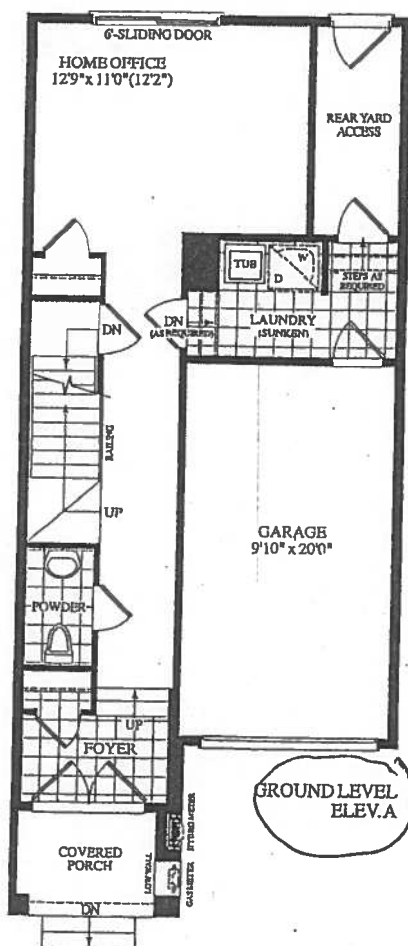 6'-SLIDING DOOR
HOME OFFICE
12'9" x 11'0" (12'2")
REAR YARD
ACCESS
TUB
W
D
STEPS AS
REQUIRED
DN
DN
(AS REQUIRED)
LAUNDRY
(SUNKEN)
RAILING
UP
GARAGE
9'10" x 20'0"
POWDER
UP
FOYER
GROUND LEVEL
ELEV. A
HYDRO METER
COVERED
PORCH
LOW WALL
GAS METER
DN